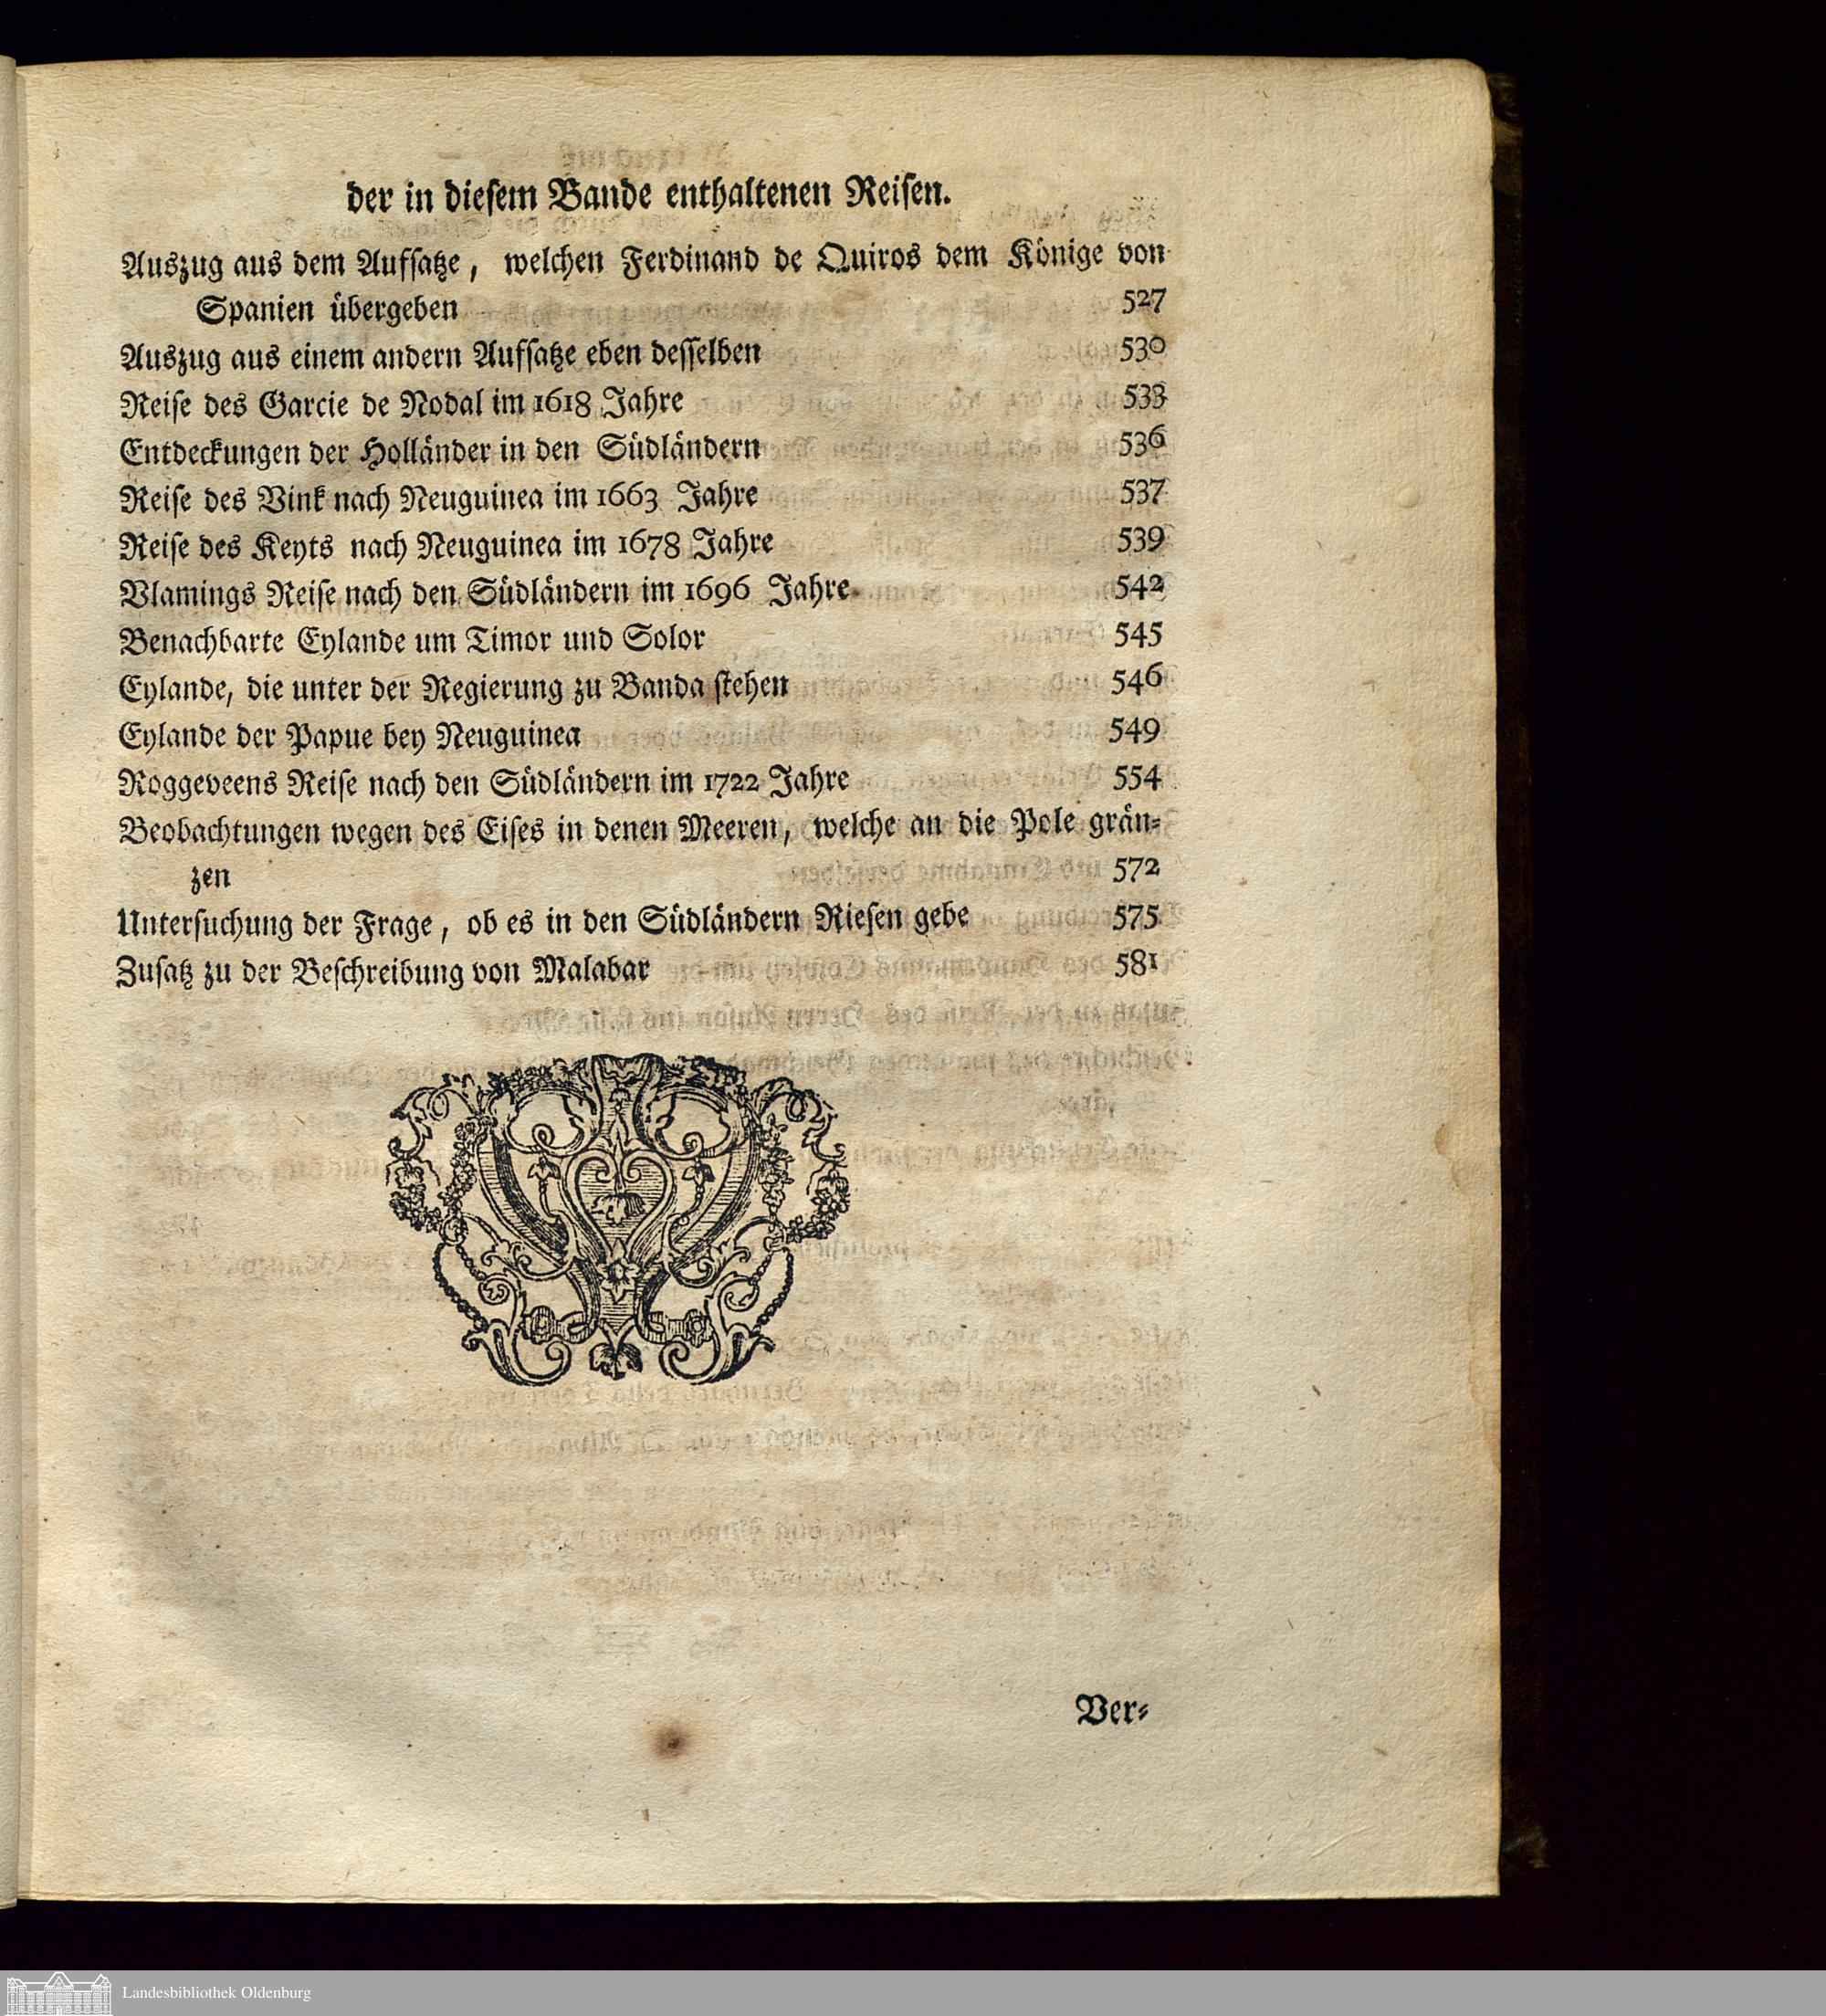 der in diesem Bande enthaltenen Reisen.
Auszug aus dem Aufsatze, welchen Ferdinand de Quiros dem Könige von
Spanien übergeben 527
Auszug aus einem andern Aufsatze eben desselben 530
Reise des Garcie de Nodal im 1618 Jahre 533
Entdeckungen der Holländer in den Südländern 536
Reise des Vink nach Neuguinea im 1663 Jahre 537
Reise des Keyts nach Neuguinea im 1678 Jahre 539
Vlamings Reise nach den Südländern im 1696 Jahre 542
Benachbarte Eylande um Timor und Solor 545
Eylande, die unter der Regierung zu Banda stehen 546
Eylande der Papue bey Neuguinea 549
Roggeveens Reise nach den Südländern im 1722 Jahre 554
Beobachtungen wegen des Eises in denen Meeren, welche an die Pole grän-
zen 572
Untersuchung der Frage, ob es in den Südländern Riesen gebe 575
Zusatz zu der Beschreibung von Malabar 581
Ver-
Landesbibliothek Oldenburg